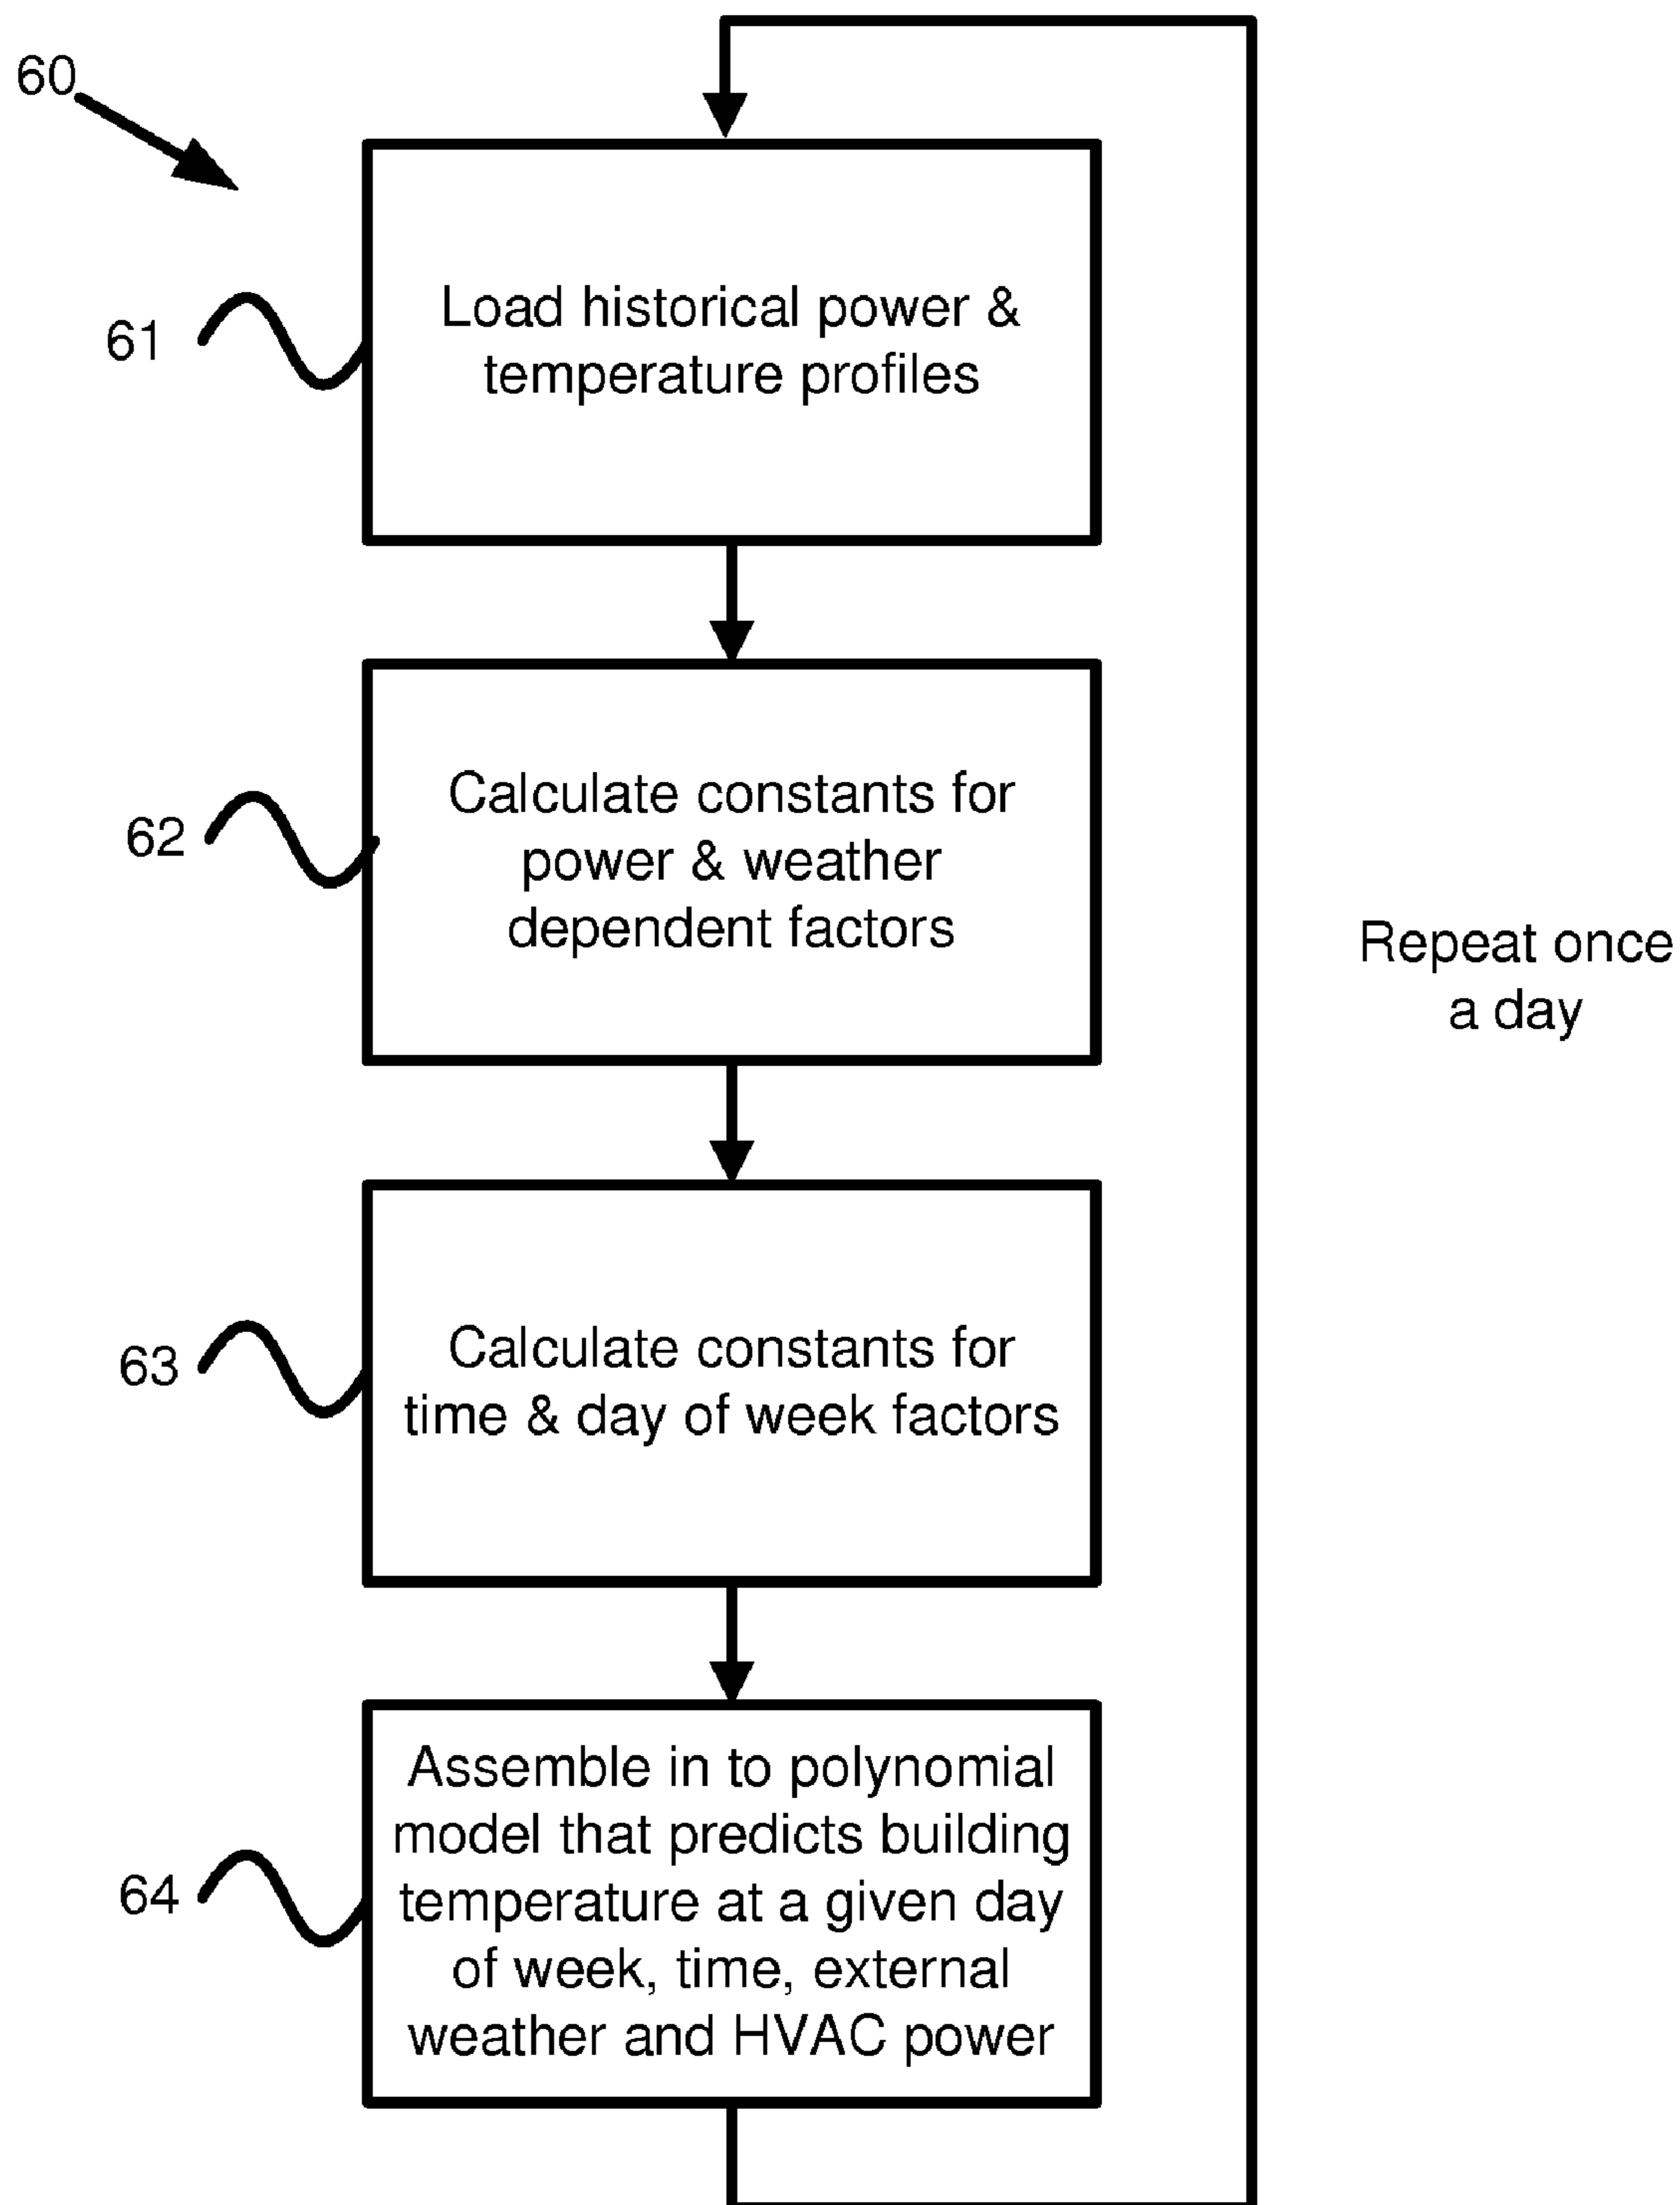 60
61
Load historical power &
temperature profiles
62
Calculate constants for
power & weather
dependent factors
Repeat once
a day
63
Calculate constants for
time & day of week factors
64
Assemble in to polynomial
model that predicts building
temperature at a given day
of week, time, external
weather and HVAC power